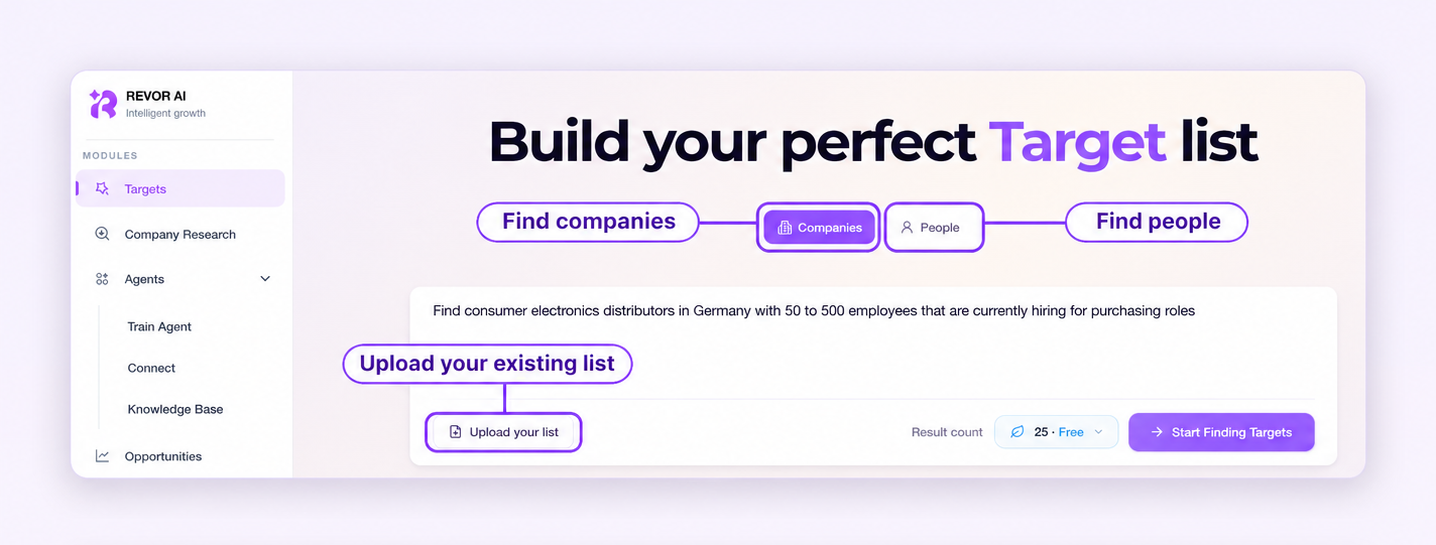 REVOR AI
Intelligent growth
MODULES
Targets
Company Research
Agents
Train Agent
Connect
Knowledge Base
Opportunities
Build your perfect Target list
Find companies
Companies
People
Find people
Find consumer electronics distributors in Germany with 50 to 500 employees that are currently hiring for purchasing roles
Upload your existing list
Upload your list
Result count
25 · Free
Start Finding Targets